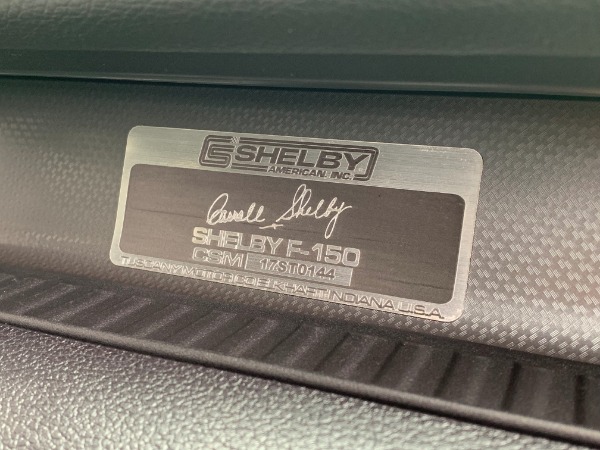 SHELBY
AMERICAN, INC.
Carroll Shelby
SHELBY F-150
CSM 17ST0144
TUSCANY MOTOR CO. ELKHART INDIANA U.S.A.